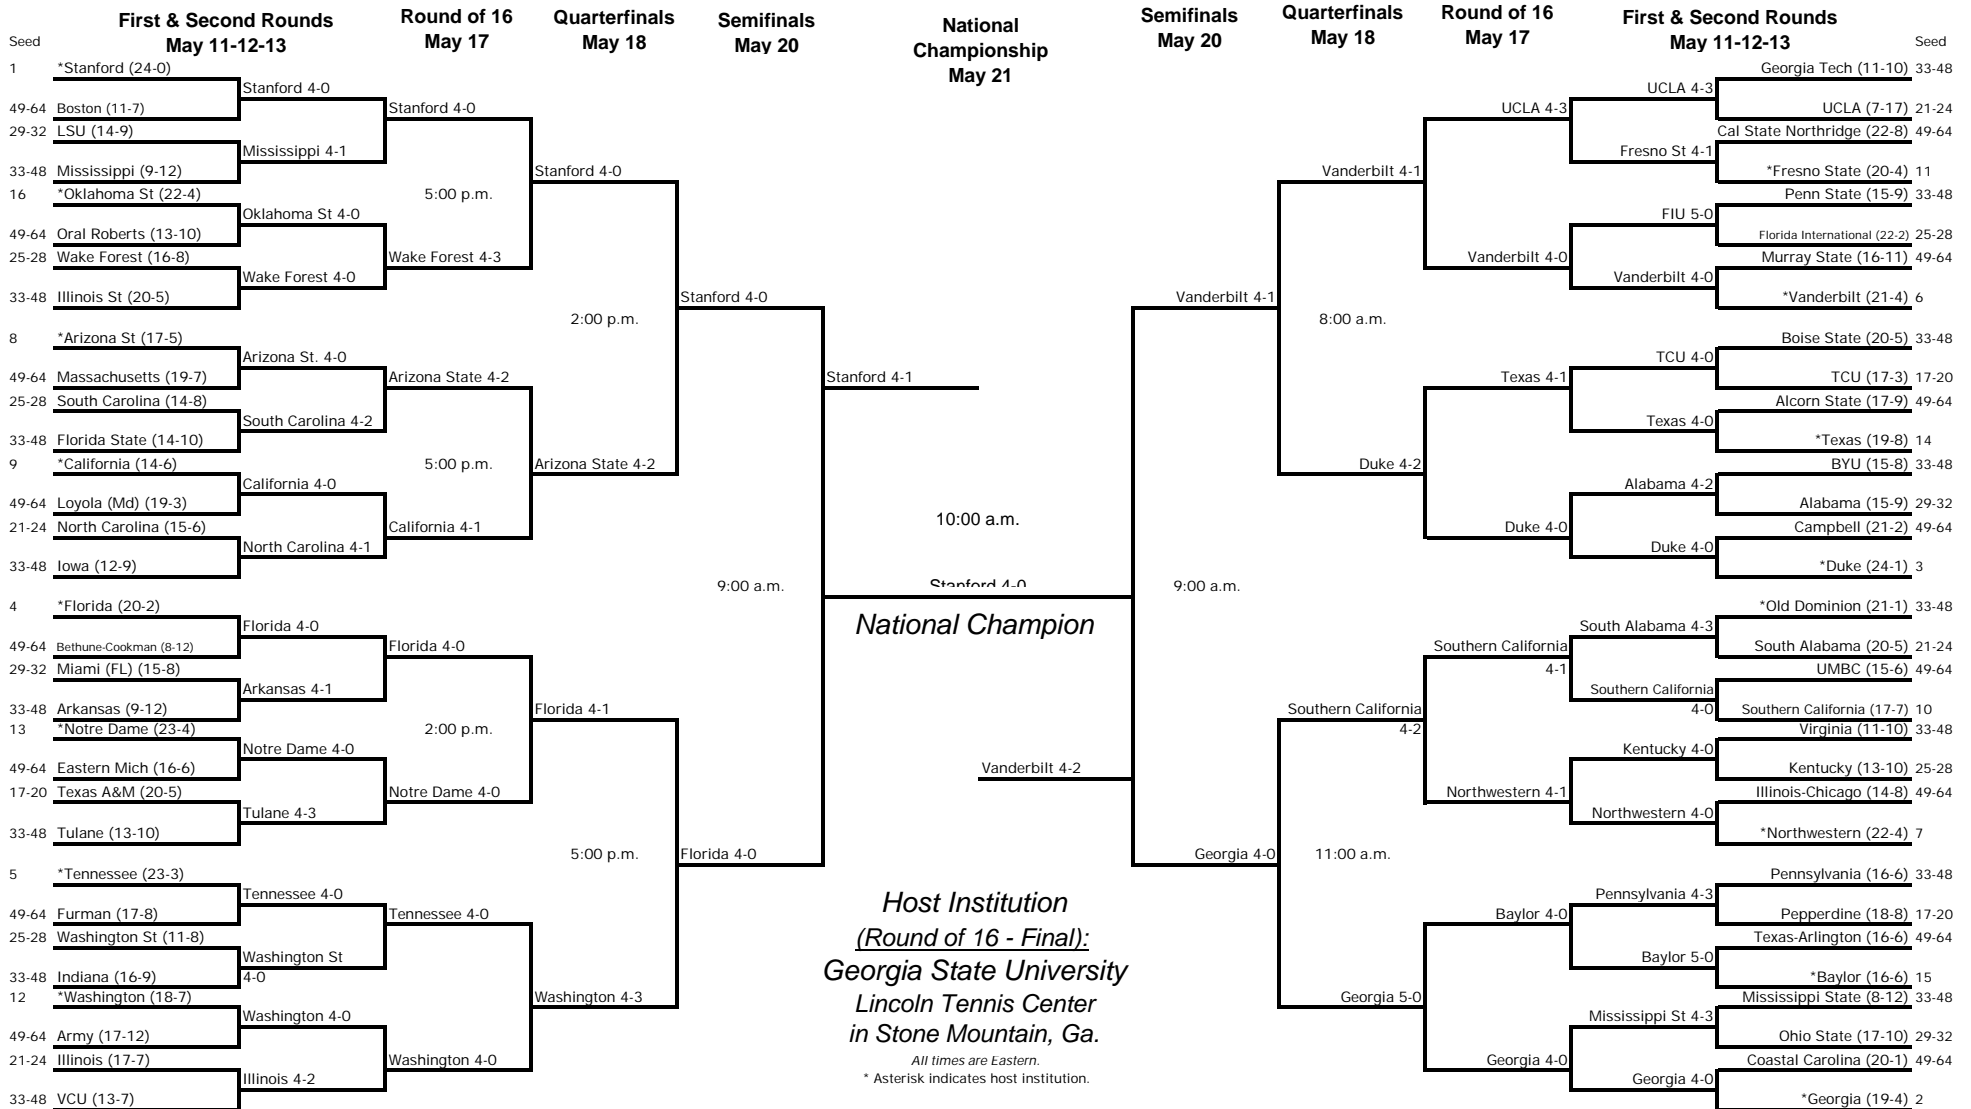 First & Second Rounds
May 11-12-13
Round of 16
May 17
Quarterfinals
May 18
Semifinals
May 20
National
Championship
May 21
Semifinals
May 20
Quarterfinals
May 18
Round of 16
May 17
First & Second Rounds
May 11-12-13
Seed
Seed
1 *Stanford (24-0)
Stanford 4-0
49-64 Boston (11-7)
Stanford 4-0
29-32 LSU (14-9)
Mississippi 4-1
33-48 Mississippi (9-12)
Stanford 4-0
16 *Oklahoma St (22-4)
5:00 p.m.
Oklahoma St 4-0
49-64 Oral Roberts (13-10)
Wake Forest 4-3
25-28 Wake Forest (16-8)
Wake Forest 4-0
33-48 Illinois St (20-5)
Stanford 4-0
2:00 p.m.
8 *Arizona St (17-5)
Arizona St. 4-0
49-64 Massachusetts (19-7)
Arizona State 4-2
Stanford 4-1
25-28 South Carolina (14-8)
South Carolina 4-2
33-48 Florida State (14-10)
9 *California (14-6)
5:00 p.m.
Arizona State 4-2
California 4-0
49-64 Loyola (Md) (19-3)
21-24 North Carolina (15-6)
California 4-1
North Carolina 4-1
33-48 Iowa (12-9)
9:00 a.m.
4 *Florida (20-2)
Florida 4-0
49-64 Bethune-Cookman (8-12)
Florida 4-0
29-32 Miami (FL) (15-8)
Arkansas 4-1
33-48 Arkansas (9-12)
Florida 4-1
13 *Notre Dame (23-4)
2:00 p.m.
Notre Dame 4-0
49-64 Eastern Mich (16-6)
17-20 Texas A&M (20-5)
Notre Dame 4-0
Tulane 4-3
33-48 Tulane (13-10)
5:00 p.m.
Florida 4-0
5 *Tennessee (23-3)
Tennessee 4-0
49-64 Furman (17-8)
Tennessee 4-0
25-28 Washington St (11-8)
Washington St
4-0
33-48 Indiana (16-9)
12 *Washington (18-7)
Washington 4-3
Washington 4-0
49-64 Army (17-12)
21-24 Illinois (17-7)
Washington 4-0
Illinois 4-2
33-48 VCU (13-7)
10:00 a.m.
Stanford 4-0
National Champion
Vanderbilt 4-2
Host Institution
(Round of 16 - Final):
Georgia State University
Lincoln Tennis Center
in Stone Mountain, Ga.
All times are Eastern.
* Asterisk indicates host institution.
Georgia Tech (11-10) 33-48
UCLA 4-3
UCLA 4-3
UCLA (7-17) 21-24
Cal State Northridge (22-8) 49-64
Fresno St 4-1
*Fresno State (20-4) 11
Vanderbilt 4-1
Penn State (15-9) 33-48
FIU 5-0
Florida International (22-2) 25-28
Vanderbilt 4-0
Murray State (16-11) 49-64
Vanderbilt 4-0
*Vanderbilt (21-4) 6
Vanderbilt 4-1
8:00 a.m.
Boise State (20-5) 33-48
TCU 4-0
Texas 4-1
TCU (17-3) 17-20
Alcorn State (17-9) 49-64
Texas 4-0
*Texas (19-8) 14
Duke 4-2
BYU (15-8) 33-48
Alabama 4-2
Alabama (15-9) 29-32
Duke 4-0
Campbell (21-2) 49-64
Duke 4-0
*Duke (24-1) 3
9:00 a.m.
*Old Dominion (21-1) 33-48
South Alabama 4-3
Southern California
4-1
South Alabama (20-5) 21-24
UMBC (15-6) 49-64
Southern California
4-0
Southern California (17-7) 10
Southern California
4-2
Virginia (11-10) 33-48
Kentucky 4-0
Kentucky (13-10) 25-28
Northwestern 4-1
Illinois-Chicago (14-8) 49-64
Northwestern 4-0
*Northwestern (22-4) 7
Georgia 4-0
11:00 a.m.
Pennsylvania (16-6) 33-48
Pennsylvania 4-3
Baylor 4-0
Pepperdine (18-8) 17-20
Texas-Arlington (16-6) 49-64
Baylor 5-0
*Baylor (16-6) 15
Georgia 5-0
Mississippi State (8-12) 33-48
Mississippi St 4-3
Ohio State (17-10) 29-32
Georgia 4-0
Coastal Carolina (20-1) 49-64
Georgia 4-0
*Georgia (19-4) 2